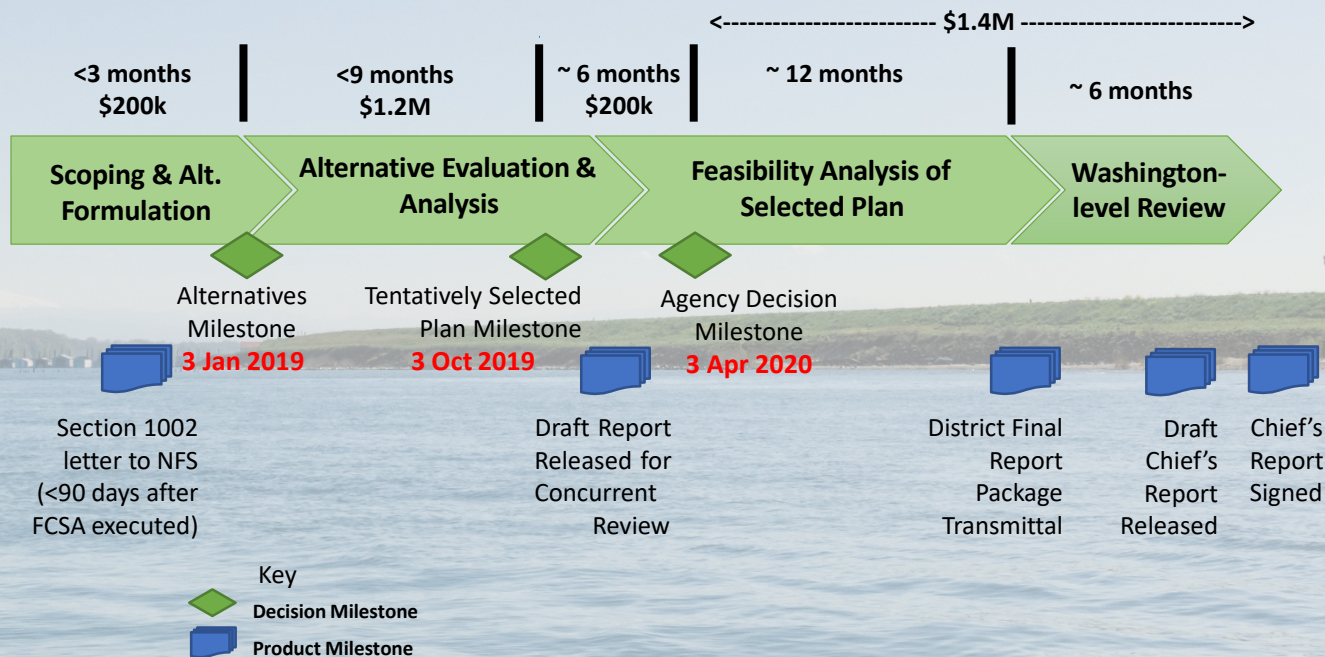 <------------------------- $1.4M -------------------------->
<3 months
$200k
<9 months
$1.2M
~ 6 months
$200k
~ 12 months
~ 6 months
Scoping & Alt.
Formulation
Alternative Evaluation &
Analysis
Feasibility Analysis of
Selected Plan
Washington-
level Review
Alternatives
Milestone
3 Jan 2019
Tentatively Selected
Plan Milestone
3 Oct 2019
Agency Decision
Milestone
3 Apr 2020
Section 1002
letter to NFS
(<90 days after
FCSA executed)
Draft Report
Released for
Concurrent
Review
District Final
Report
Package
Transmittal
Draft
Chief's
Report
Released
Chief's
Report
Signed
Key
Decision Milestone
Product Milestone